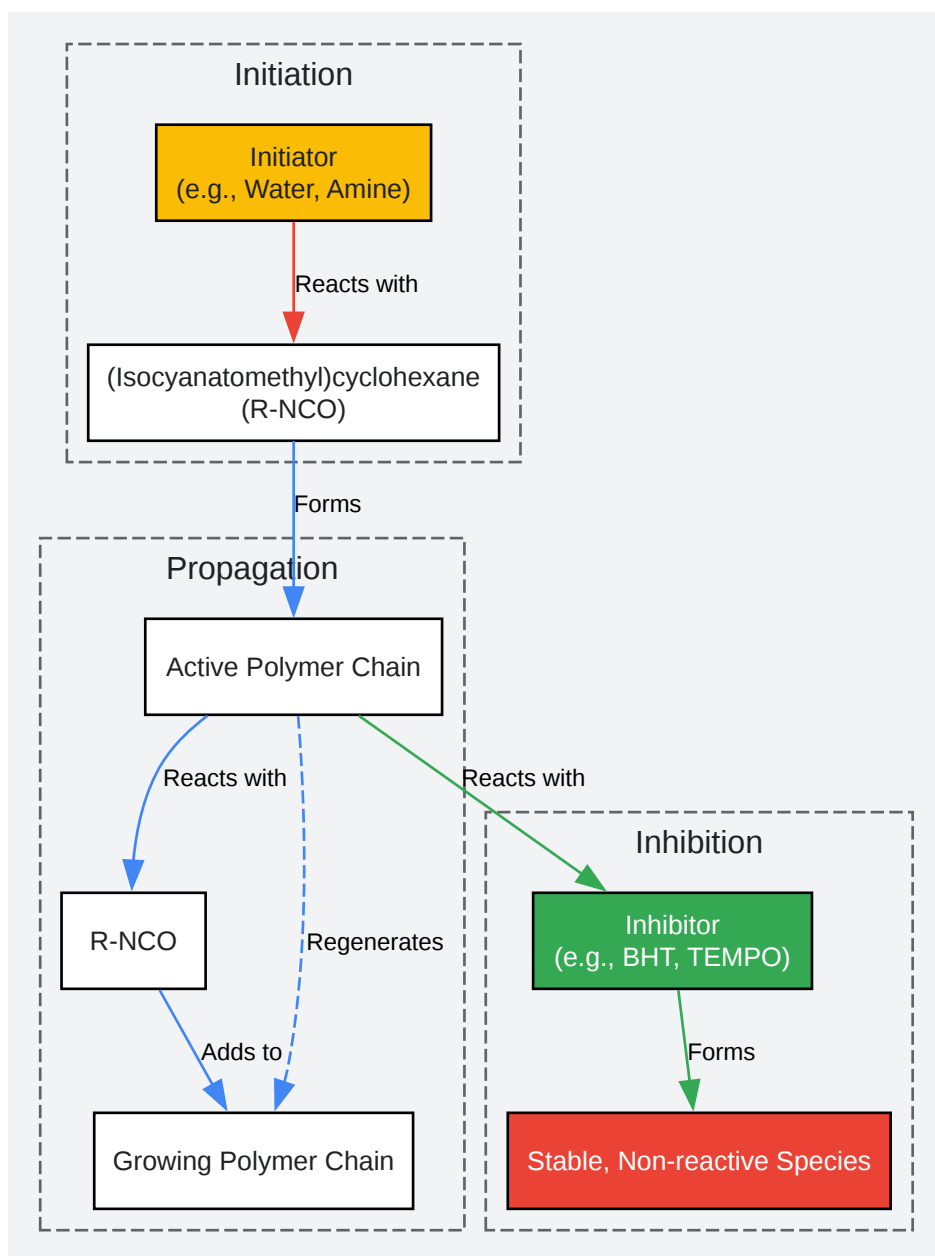 Initiation
Initiator
(e.g., Water, Amine)
Reacts with
(Isocyanatomethyl)cyclohexane
(R-NCO)
Forms
Propagation
Active Polymer Chain
Reacts with
Reacts with
Inhibition
R-NCO
Regenerates
Inhibitor
(e.g., BHT, TEMPO)
Adds to
Forms
Growing Polymer Chain
Stable, Non-reactive Species